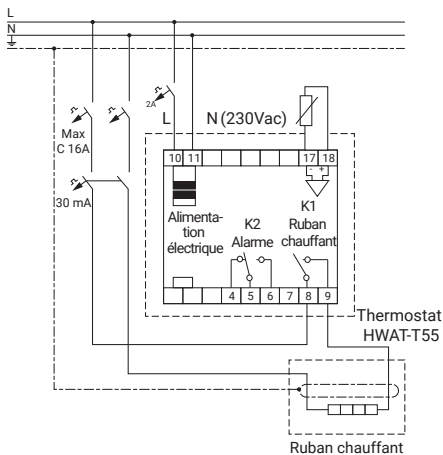 L
N
2A
L
N (230Vac)
Max
C 16A
10 11
17 18
- +
30 mA
Alimenta-
tion
électrique
K2
Alarme
K1
Ruban
chauffant
4 5 6 7 8 9
Thermostat
HWAT-T55
Ruban chauffant